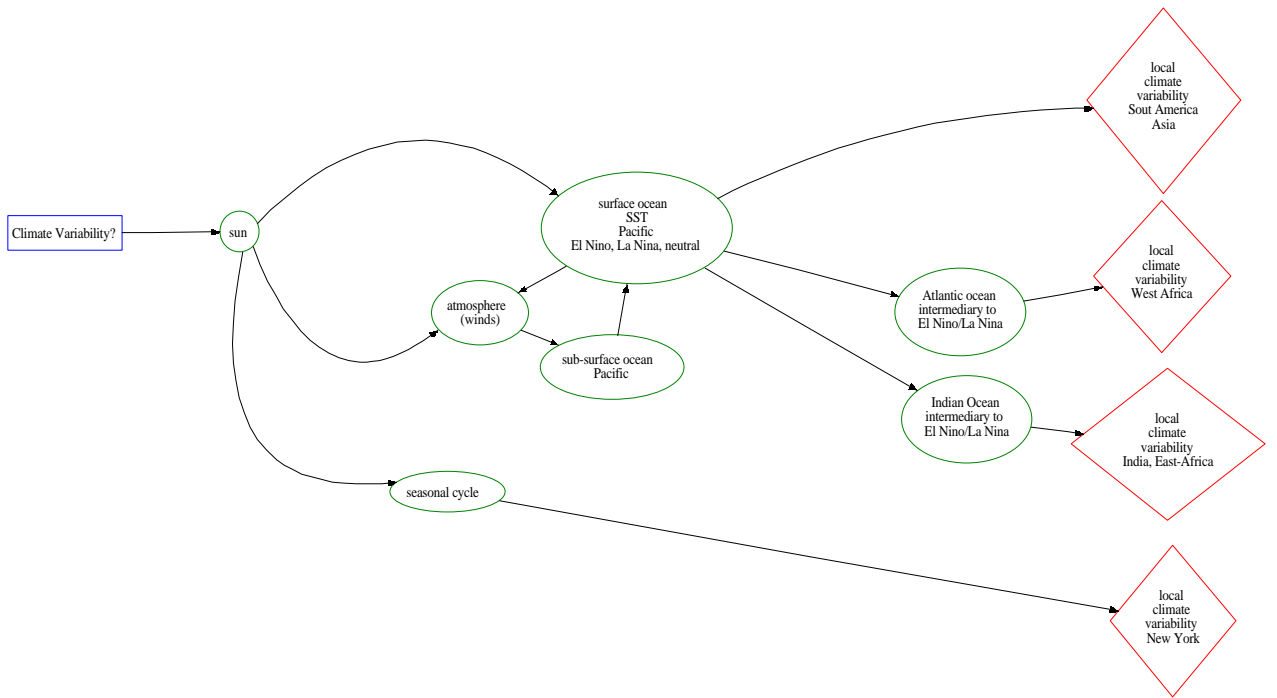 Climate Variability?
sun
surface ocean
SST
Pacific
El Nino, La Nina, neutral
atmosphere
(winds)
sub-surface ocean
Pacific
seasonal cycle
Atlantic ocean
intermediary to
El Nino/La Nina
Indian Ocean
intermediary to
El Nino/La Nina
local
climate
variability
Sout America
Asia
local
climate
variability
West Africa
local
climate
variability
India, East-Africa
local
climate
variability
New York